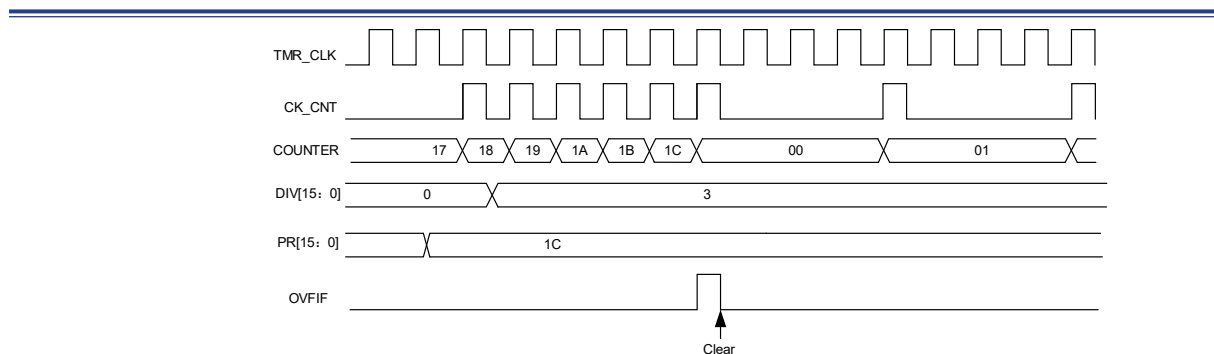 TMR_CLK
CK_CNT
COUNTER 17 18 19 1A 1B 1C 00 01
DIV[15：0] 0 3
PR[15：0] 1C
OVFIF
Clear